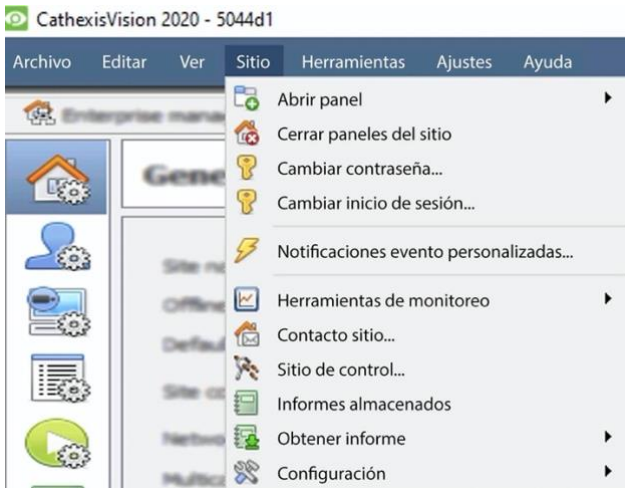 CathexisVision 2020 - 5044d1
Archivo Editar Ver Sitio Herramientas Ajustes Ayuda
Abrir panel
Cerrar paneles del sitio
Cambiar contraseña...
Cambiar inicio de sesión...
Notificaciones evento personalizadas...
Herramientas de monitoreo
Contacto sitio...
Sitio de control...
Informes almacenados
Obtener informe
Configuración
Enterprise
Site